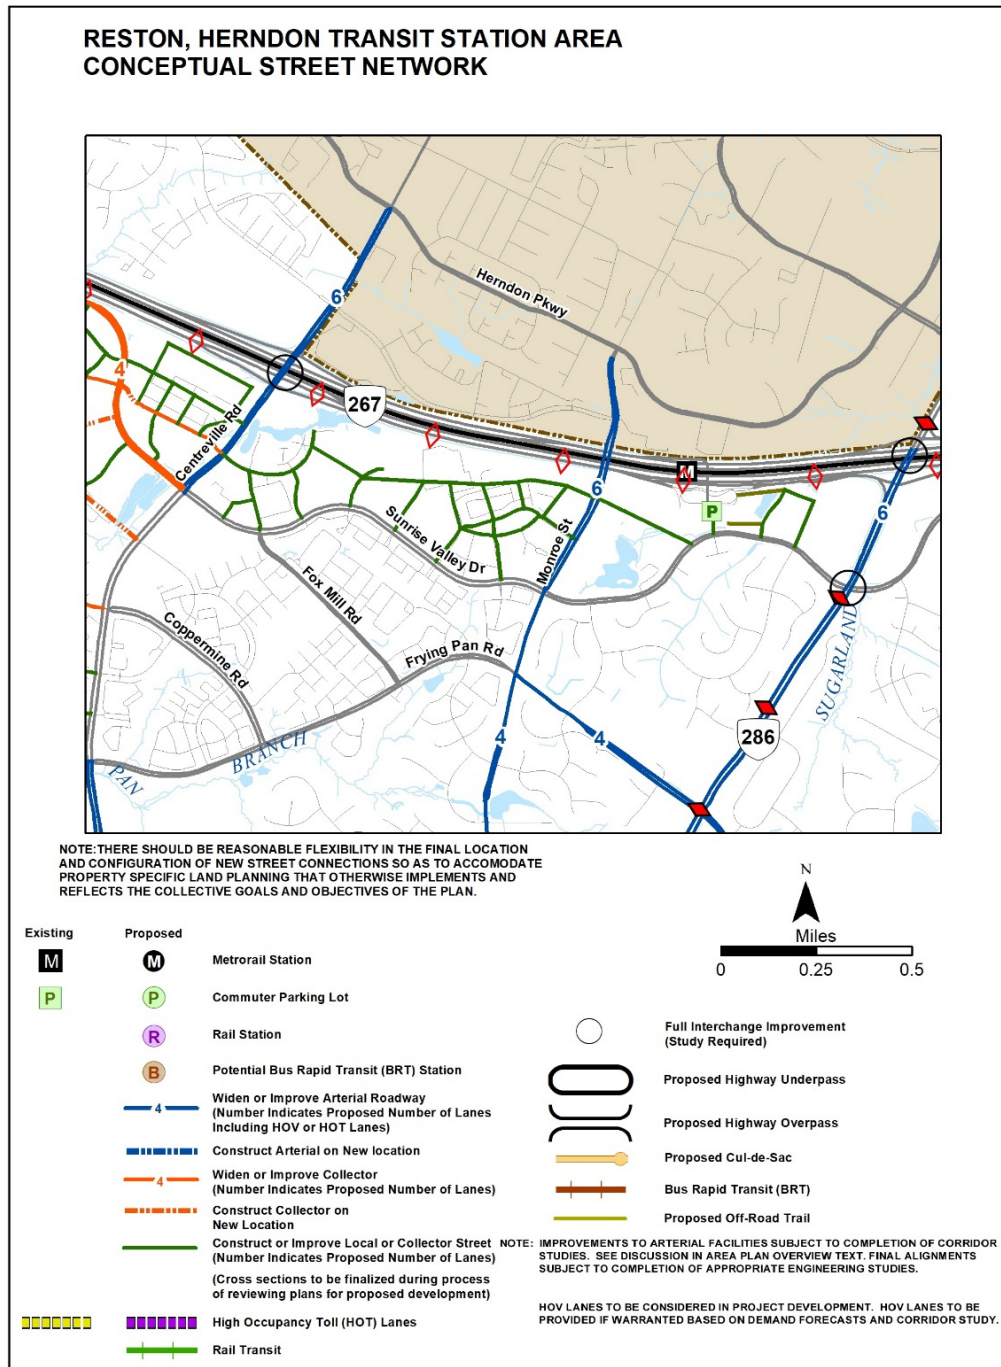 RESTON, HERNDON TRANSIT STATION AREA
CONCEPTUAL STREET NETWORK
6
Herndon Pkwy
4
267
Centreville Rd
M
6
P
6
Sunrise Valley Dr
Monroe St
Fox Mill Rd
Coppermine Rd
Frying Pan Rd
SUGARLAND
BRANCH
PAN
4
4
286
NOTE:THERE SHOULD BE REASONABLE FLEXIBILITY IN THE FINAL LOCATION
AND CONFIGURATION OF NEW STREET CONNECTIONS SO AS TO ACCOMODATE
PROPERTY SPECIFIC LAND PLANNING THAT OTHERWISE IMPLEMENTS AND
REFLECTS THE COLLECTIVE GOALS AND OBJECTIVES OF THE PLAN.
N
Miles
0 0.25 0.5
Existing Proposed
M M Metrorail Station
P P Commuter Parking Lot
R Rail Station
B Potential Bus Rapid Transit (BRT) Station
4 Widen or Improve Arterial Roadway
(Number Indicates Proposed Number of Lanes
Including HOV or HOT Lanes)
Construct Arterial on New location
4 Widen or Improve Collector
(Number Indicates Proposed Number of Lanes)
Construct Collector on
New Location
Construct or Improve Local or Collector Street
(Number Indicates Proposed Number of Lanes)
(Cross sections to be finalized during process
of reviewing plans for proposed development)
High Occupancy Toll (HOT) Lanes
Rail Transit
Full Interchange Improvement
(Study Required)
Proposed Highway Underpass
Proposed Highway Overpass
Proposed Cul-de-Sac
Bus Rapid Transit (BRT)
Proposed Off-Road Trail
NOTE: IMPROVEMENTS TO ARTERIAL FACILITIES SUBJECT TO COMPLETION OF CORRIDOR
STUDIES. SEE DISCUSSION IN AREA PLAN OVERVIEW TEXT. FINAL ALIGNMENTS
SUBJECT TO COMPLETION OF APPROPRIATE ENGINEERING STUDIES.
HOV LANES TO BE CONSIDERED IN PROJECT DEVELOPMENT. HOV LANES TO BE
PROVIDED IF WARRANTED BASED ON DEMAND FORECASTS AND CORRIDOR STUDY.